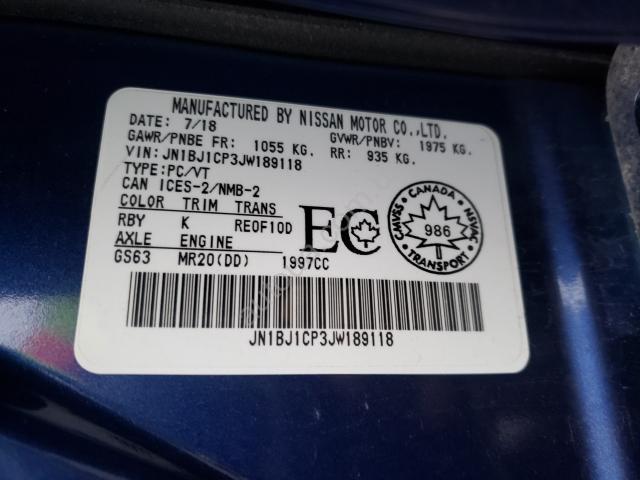 MANUFACTURED BY NISSAN MOTOR CO.,LTD.
DATE: 7/18
GAWR/PNBE FR: 1055 KG. GVWR/PNBV: 1975 KG.
RR: 935 KG.
VIN:JN1BJ1CP3JW189118
TYPE:PC/VT
CAN ICES-2/NMB-2
COLOR TRIM TRANS
RBY K RE0F10D
AXLE ENGINE
GS63 MR20(DD) 1997CC
EC
CANADA
CMVSS 986 NSVAC
TRANSPORT
JN1BJ1CP3JW189118